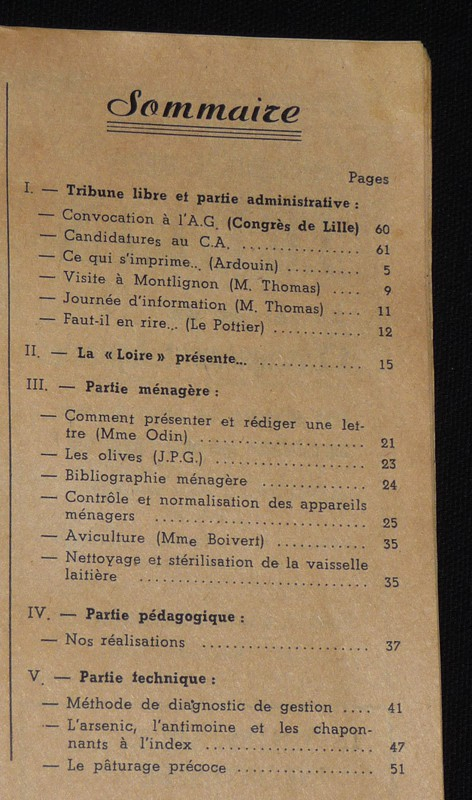 Sommaire
Pages
I. — Tribune libre et partie administrative :
— Convocation à l'A.G. (Congrès de Lille) 60
— Candidatures au C.A. ................ 61
— Ce qui s'imprime... (Ardouin) .......... 5
— Visite à Montlignon (M. Thomas) .... 9
— Journée d'information (M. Thomas) .... 11
— Faut-il en rire... (Le Pottier) ............ 12
II. — La « Loire » présente... .............. 15
III. — Partie ménagère :
— Comment présenter et rédiger une let-
tre (Mme Odin) ...................... 21
— Les olives (J.P.G.) .................... 23
— Bibliographie ménagère .............. 24
— Contrôle et normalisation des appareils
ménagers ............................ 25
— Aviculture (Mme Boivert) ............ 35
— Nettoyage et stérilisation de la vaisselle
laitière .............................. 35
IV. — Partie pédagogique :
— Nos réalisations ...................... 37
V. — Partie technique :
— Méthode de diagnostic de gestion .... 41
— L'arsenic, l'antimoine et les chapon-
nants à l'index ...................... 47
— Le pâturage précoce .................. 51